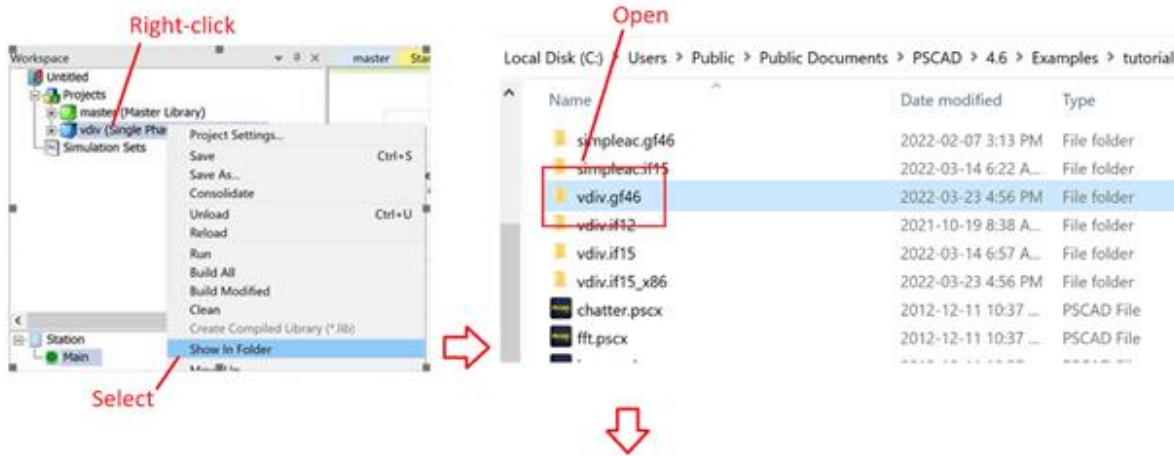 Right-click
Workspace
master
Untitled
Projects
master (Master Library)
vdiv (Single Pha
Simulation Sets
Project Settings...
Save Ctrl+S
Save As...
Consolidate
Unload Ctrl+U
Reload
Run
Build All
Build Modified
Clean
Create Compiled Library (*.lib)
Show In Folder
Station
Main
Select
Open
Local Disk (C:) > Users > Public > Public Documents > PSCAD > 4.6 > Examples > tutorial
Name Date modified Type
simpleac.gf46 2022-02-07 3:13 PM File folder
simpleac.if15 2022-03-14 6:22 A... File folder
vdiv.gf46 2022-03-23 4:56 PM File folder
vdiv.if12 2021-10-19 8:38 A... File folder
vdiv.if15 2022-03-14 6:57 A... File folder
vdiv.if15_x86 2022-03-23 4:56 PM File folder
chatter.pscx 2012-12-11 10:37 ... PSCAD File
fft.pscx 2012-12-11 10:37 ... PSCAD File